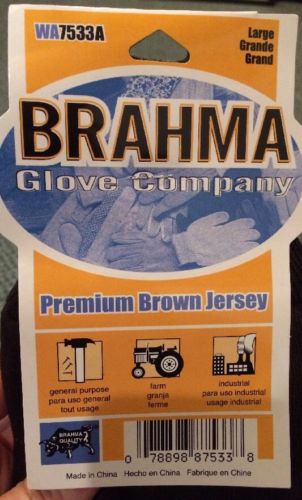 WA7533A
Large
Grande
Grand
BRAHMA
Glove Company
Premium Brown Jersey
general purpose
para uso general
tout usage
farm
granja
ferme
industrial
para uso industrial
usage industriel
BRAHMA
QUALITY
0 78898 87533 8
Made in China Hecho en China Fabrique en Chine